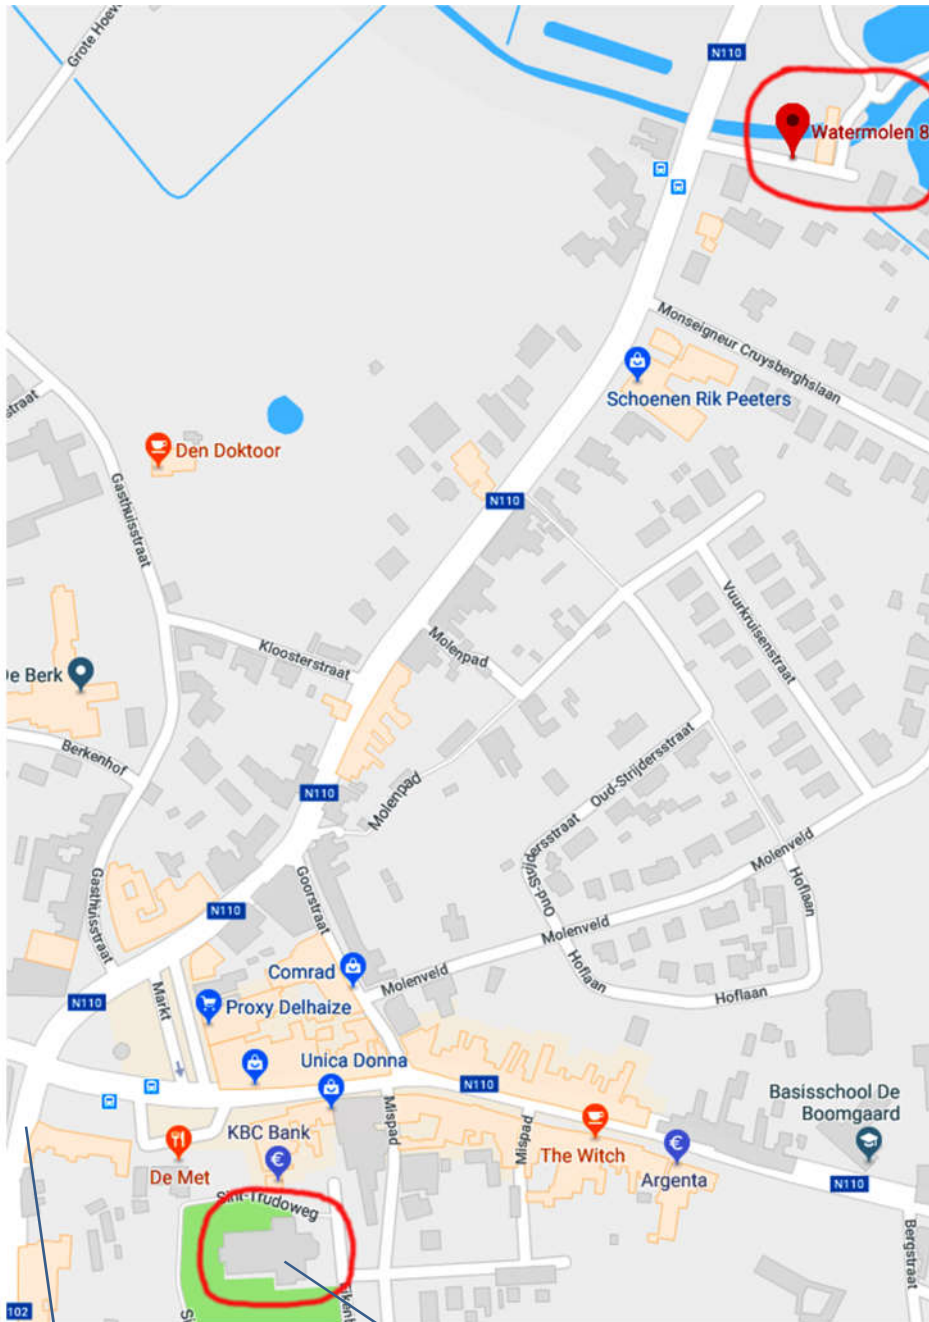 Grote Hoev
N110
Watermolen 8
Monseigneur Cruysberghslaan
Schoenen Rik Peeters
straat
Den Doktoor
Gasthuisstraat
N110
Vuurkruisenstraat
Kloosterstraat
Molenpad
De Berk
Berkenhof
Oud-Strijdersstraat
N110
Molenpad
Oud-Strijdersstraat
Molenveld
Gasthuisstraat
Goorstraat
Hoflaan
N110
Molenveld
Comrad
Molenveld
Hoflaan
Hoflaan
N110
Markt
Proxy Delhaize
Unica Donna
N110
Basisschool De
Boomgaard
KBC Bank
Mispad
Mispad
The Witch
De Met
Argenta
N110
Sint-Trudoweg
Bergstraat
102